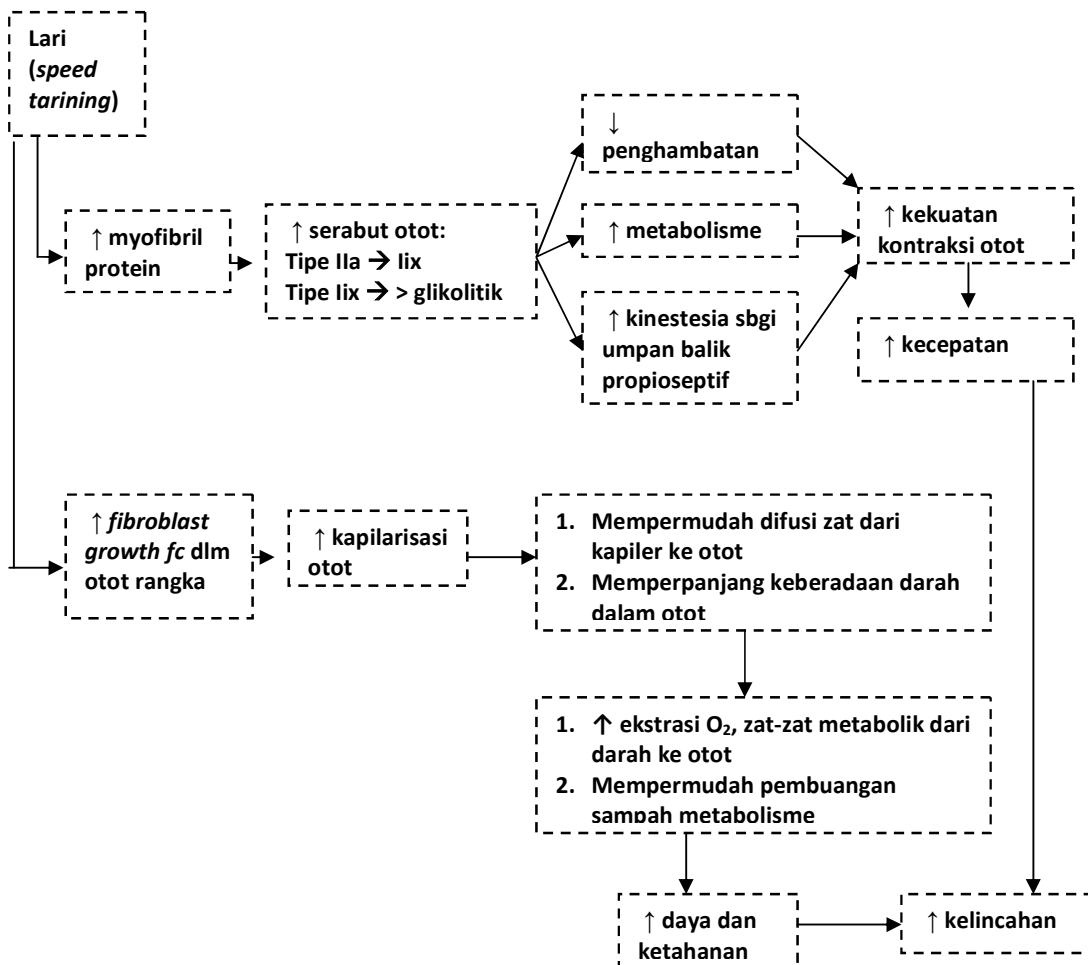 Lari
(speed
tarining)
↓
penghambatan
↑ myofibril
protein
↑ serabut otot:
Tipe IIa → Iix
Tipe Iix → > glikolitik
↑ metabolisme
↑ kinestesia sbgi
umpan balik
propioseptif
↑ kekuatan
kontraksi otot
↑ kecepatan
↑ fibroblast
growth fc dlm
otot rangka
↑ kapilarisasi
otot
1. Mempermudah difusi zat dari
kapiler ke otot
2. Memperpanjang keberadaan darah
dalam otot
1. ↑ ekstrasi O₂, zat-zat metabolik dari
darah ke otot
2. Mempermudah pembuangan
sampah metabolisme
↑ daya dan
ketahanan
↑ kelincahan